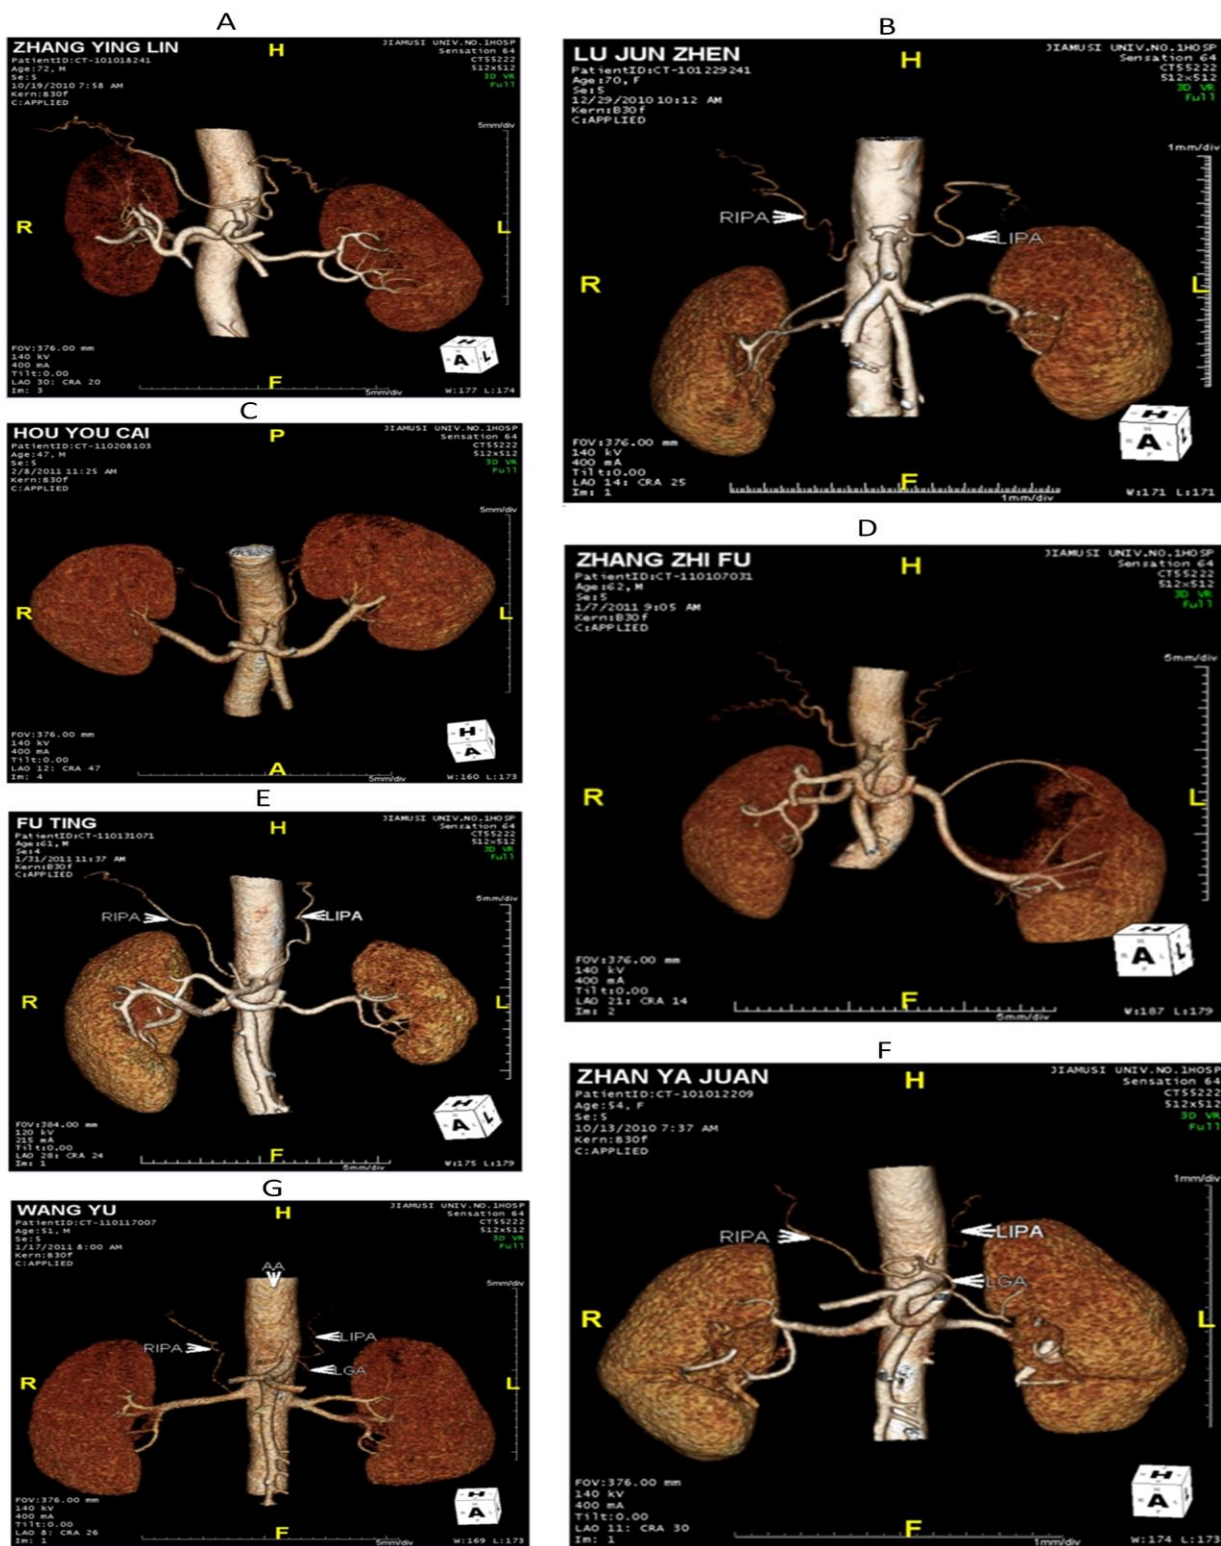 A
ZHANG YING LIN
PatientID:CT-101018241
Age:72, M
Se:5
10/19/2010 7:58 AM
Kern:B30f
C:APPLIED
H
JIAMUSI UNIV.NO.1HOSP
Sensation 64
CT55222
512x512
3D VR
Full
5mm/div
R
L
FOV:376.00 mm
140 kV
400 mA
Tilt:0.00
LAO 30: CRA 20
Im: 3
F
5mm/div
A
L
W:177 L:174
B
LU JUN ZHEN
PatientID:CT-101229241
Age:70, F
Se:5
12/29/2010 10:12 AM
Kern:B30f
C:APPLIED
H
JIAMUSI UNIV.NO.1HOSP
Sensation 64
CT55222
512x512
3D VR
Full
1mm/div
RIPA
LIPA
R
L
FOV:376.00 mm
140 kV
400 mA
Tilt:0.00
LAO 14: CRA 25
Im: 1
F
1mm/div
H
A
L
W:171 L:171
C
HOU YOU CAI
PatientID:CT-110208103
Age:47, M
Se:5
2/8/2011 11:25 AM
Kern:B30f
C:APPLIED
P
JIAMUSI UNIV.NO.1HOSP
Sensation 64
CT55222
512x512
3D VR
Full
5mm/div
R
L
FOV:376.00 mm
140 kV
400 mA
Tilt:0.00
LAO 12: CRA 47
Im: 4
A
5mm/div
H
A
W:160 L:173
D
ZHANG ZHI FU
PatientID:CT-110107031
Age:62, M
Se:5
1/7/2011 9:05 AM
Kern:B30f
C:APPLIED
H
JIAMUSI UNIV.NO.1HOSP
Sensation 64
CT55222
512x512
3D VR
Full
5mm/div
R
L
FOV:376.00 mm
140 kV
400 mA
Tilt:0.00
LAO 21: CRA 14
Im: 2
F
5mm/div
H
A
L
W:187 L:179
E
FU TING
PatientID:CT-110131071
Age:61, M
Se:4
1/31/2011 11:37 AM
Kern:B30f
C:APPLIED
H
JIAMUSI UNIV.NO.1HOSP
Sensation 64
CT55222
512x512
3D VR
Full
5mm/div
RIPA
LIPA
R
L
FOV:384.00 mm
120 kV
215 mA
Tilt:0.00
LAO 28: CRA 24
Im: 1
F
5mm/div
H
A
L
W:175 L:179
F
ZHAN YA JUAN
PatientID:CT-101012209
Age:54, F
Se:5
10/13/2010 7:37 AM
Kern:B30f
C:APPLIED
H
JIAMUSI UNIV.NO.1HOSP
Sensation 64
CT55222
512x512
3D VR
Full
1mm/div
RIPA
LIPA
LGA
R
L
FOV:376.00 mm
140 kV
400 mA
Tilt:0.00
LAO 11: CRA 30
Im: 1
F
1mm/div
H
A
W:174 L:173
G
WANG YU
PatientID:CT-110117007
Age:51, M
Se:5
1/17/2011 8:00 AM
Kern:B30f
C:APPLIED
H
JIAMUSI UNIV.NO.1HOSP
Sensation 64
CT55222
512x512
3D VR
Full
AA
5mm/div
RIPA
LIPA
LGA
R
L
FOV:376.00 mm
140 kV
400 mA
Tilt:0.00
LAO 8: CRA 26
Im: 1
F
5mm/div
H
A
W:169 L:173